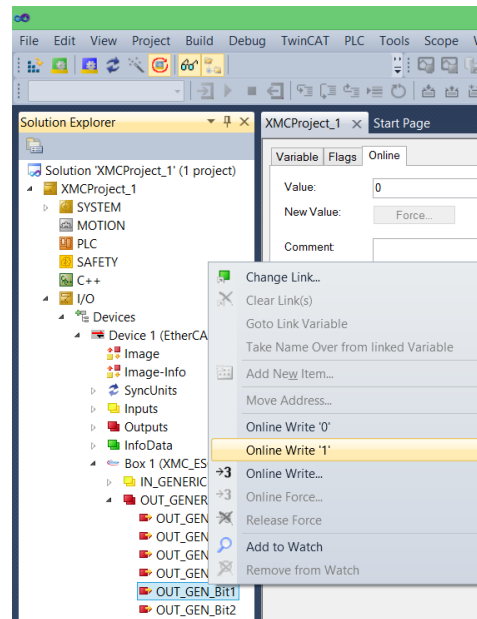 File Edit View Project Build Debug TwinCAT PLC Tools Scope
Solution Explorer
XMCProject_1 Start Page
Variable Flags Online
Value: 0
New Value: Force...
Comment:
Solution 'XMCProject_1' (1 project)
XMCProject_1
SYSTEM
MOTION
PLC
SAFETY
C++
I/O
Devices
Device 1 (EtherCA
Image
Image-Info
SyncUnits
Inputs
Outputs
InfoData
Box 1 (XMC_ES
IN_GENERIC
OUT_GENER
OUT_GEN
OUT_GEN
OUT_GEN
OUT_GEN
OUT_GEN_Bit1
OUT_GEN_Bit2
Change Link...
Clear Link(s)
Goto Link Variable
Take Name Over from linked Variable
Add New Item...
Move Address...
Online Write '0'
Online Write '1'
→3 Online Write...
→3 Online Force...
Release Force
Add to Watch
Remove from Watch